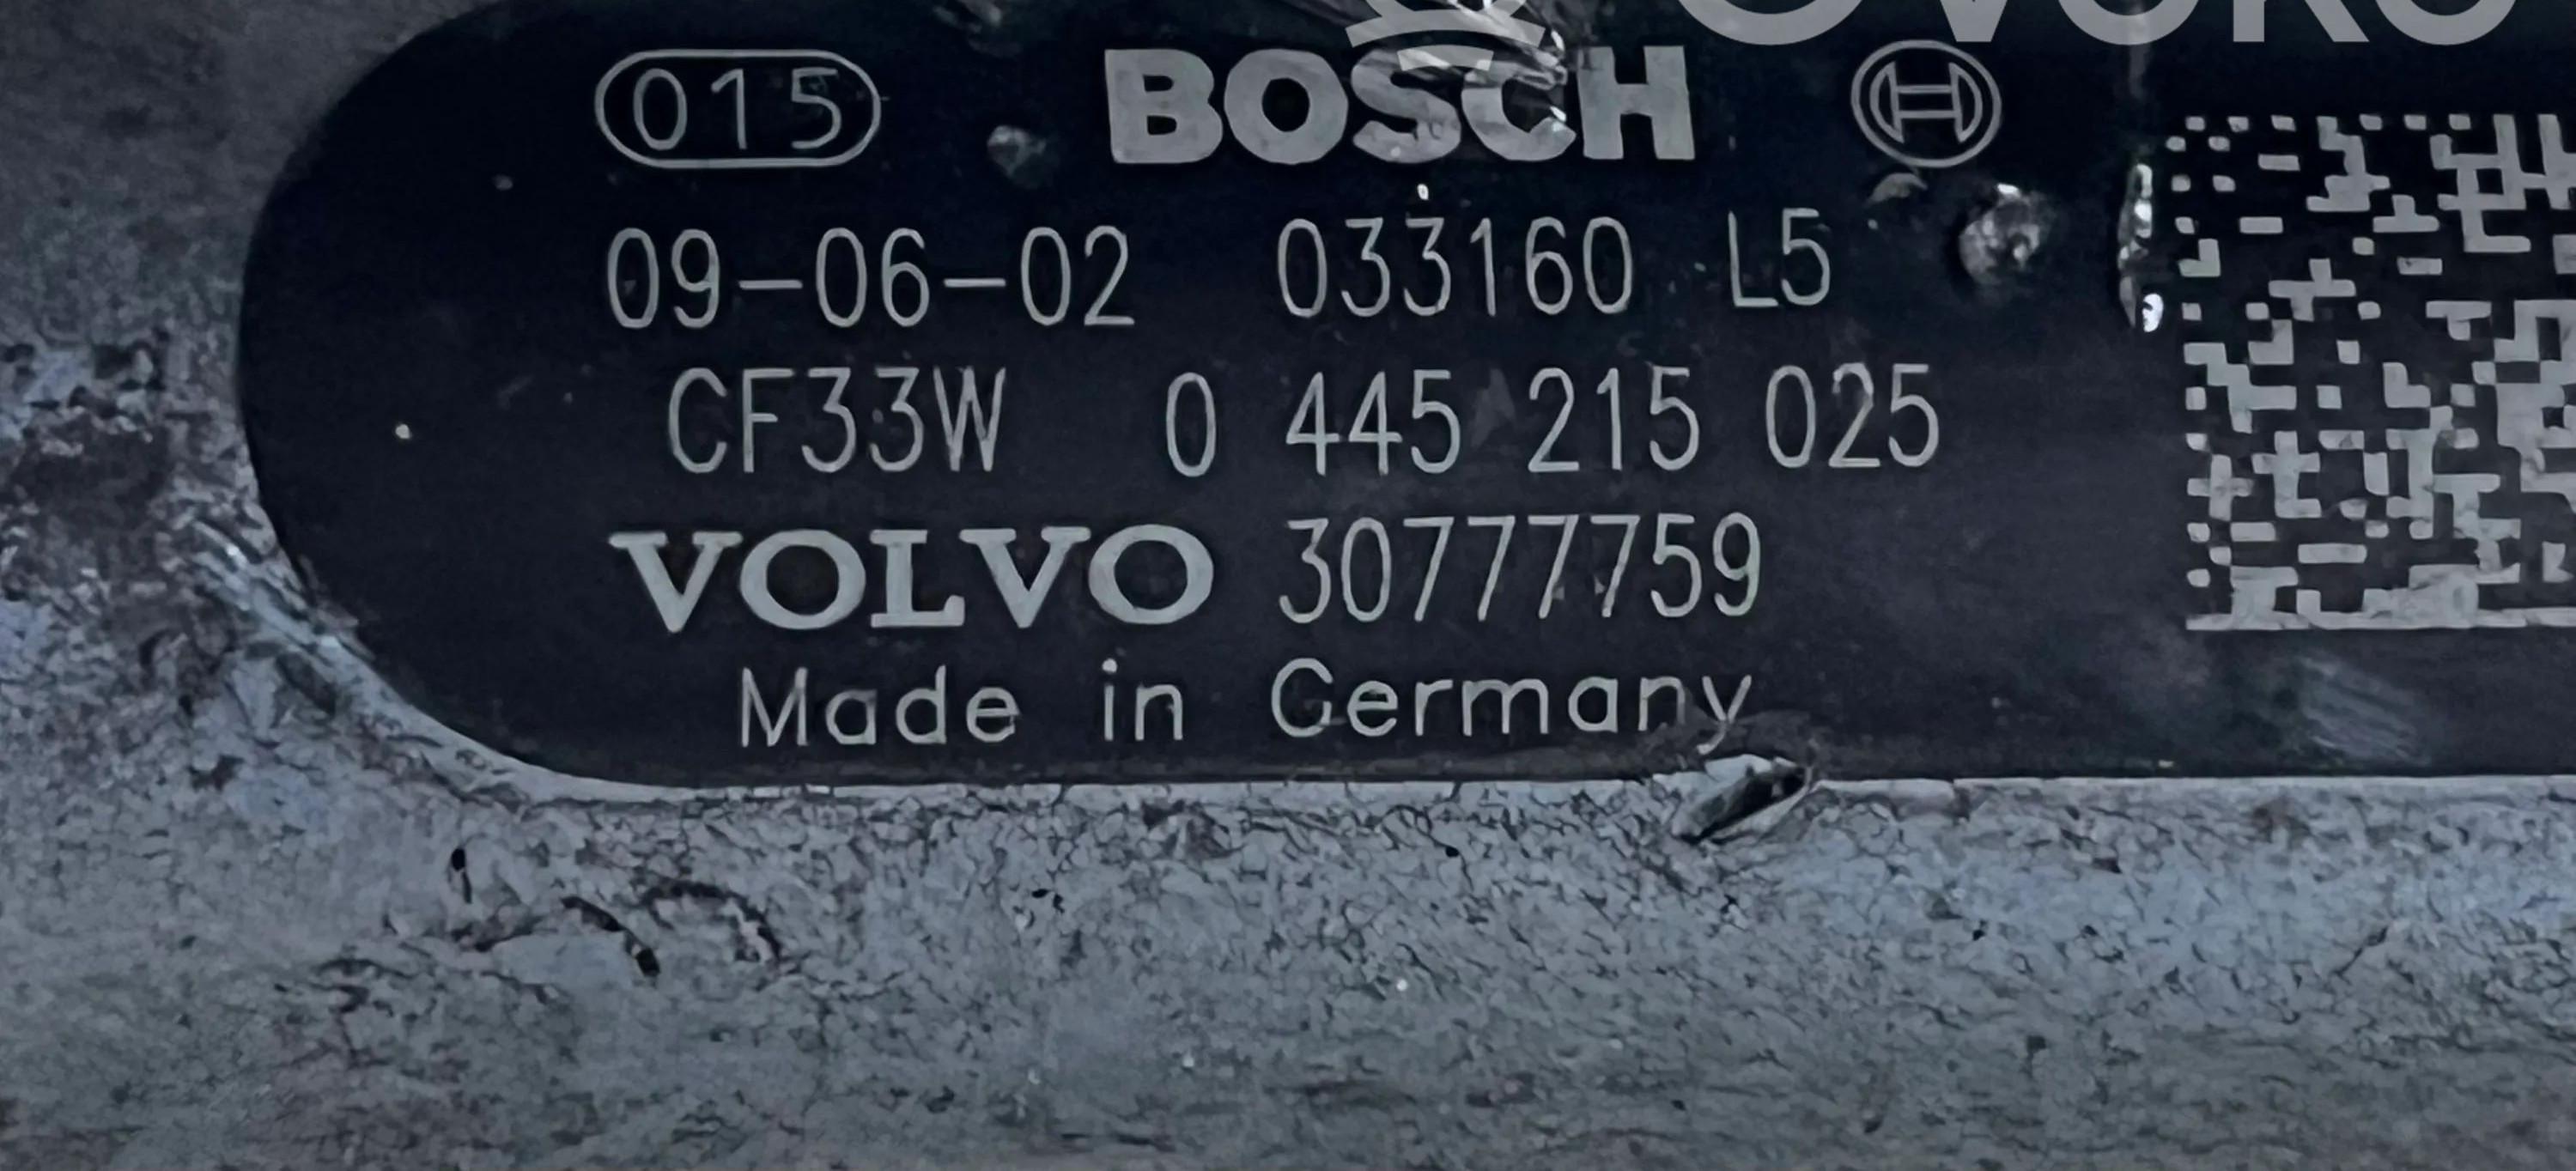 015 BOSCH
09-06-02 033160 L5
CF33W 0 445 215 025
VOLVO 30777759
Made in Germany